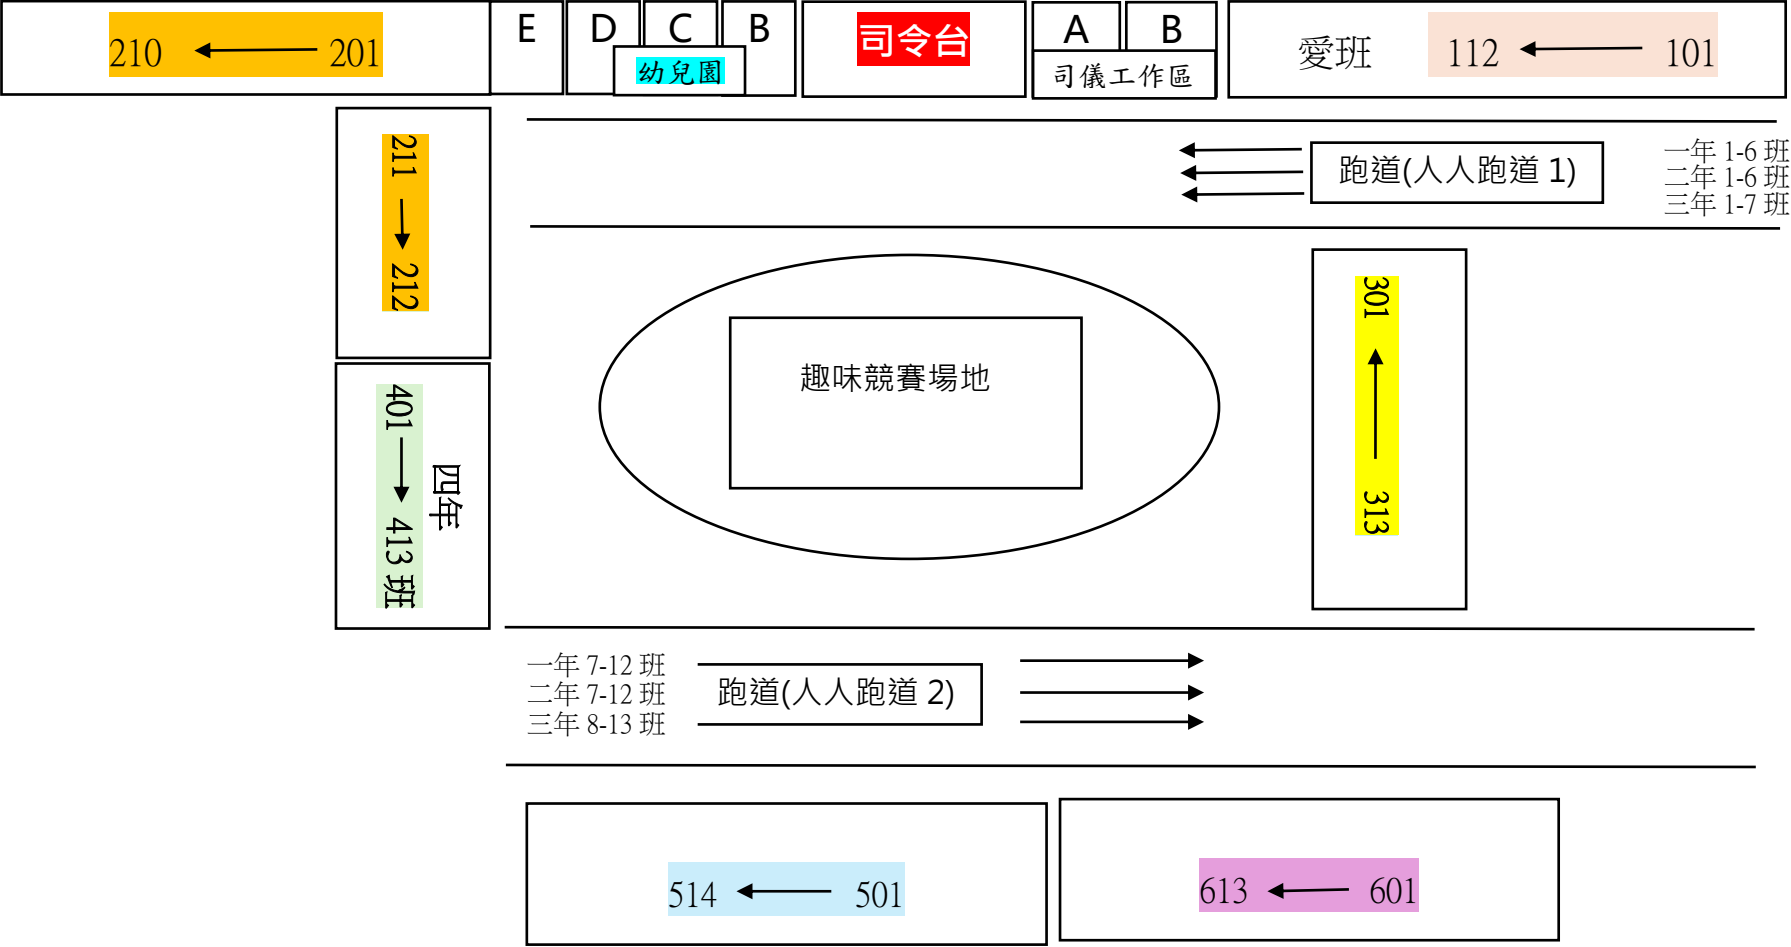 210 201
E
D
C
B
幼兒園
司令台
A
B
司儀工作區
愛班 112 101
211 212
跑道(人人跑道 1)
一年 1-6 班
二年 1-6 班
三年 1-7 班
401 413 班
四年
趣味競賽場地
301 313
一年 7-12 班
二年 7-12 班
三年 8-13 班
跑道(人人跑道 2)
514 501
613 601